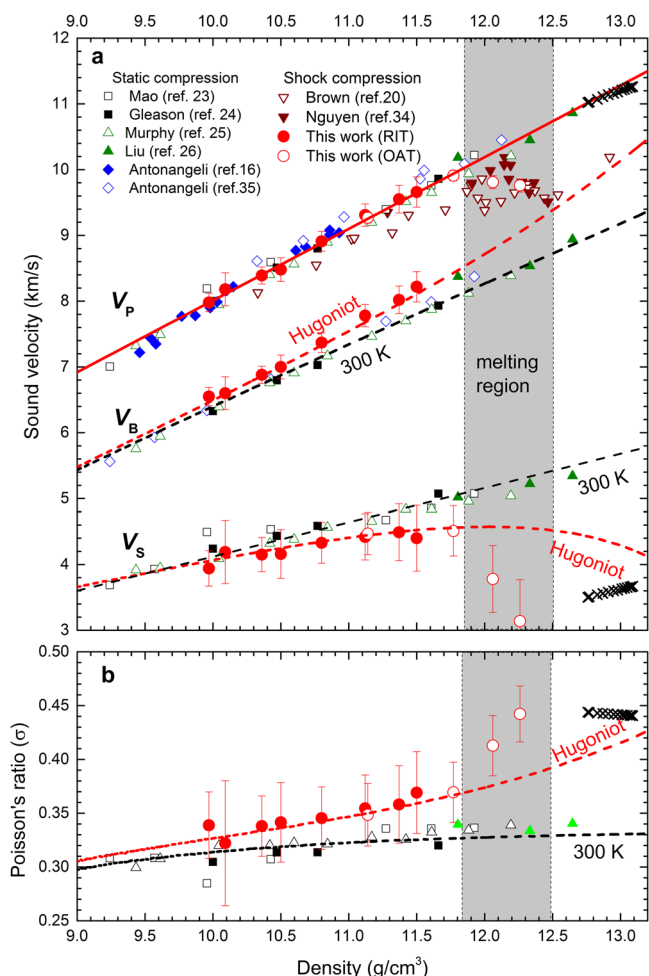 9.0 9.5 10.0 10.5 11.0 11.5 12.0 12.5 13.0
12
11
10
9
8
7
6
5
4
3
Sound velocity (km/s)
a
Static compression
Mao (ref. 23)
Gleason (ref. 24)
Murphy (ref. 25)
Liu (ref. 26)
Antonangeli (ref.16)
Antonangeli (ref.35)
Shock compression
Brown (ref.20)
Nguyen (ref.34)
This work (RIT)
This work (OAT)
VP
Hugoniot
VB
300 K
melting
region
300 K
VS
Hugoniot
b
0.50
0.45
0.40
0.35
0.30
0.25
Poisson's ratio (σ)
Hugoniot
300 K
9.0 9.5 10.0 10.5 11.0 11.5 12.0 12.5 13.0
Density (g/cm³)